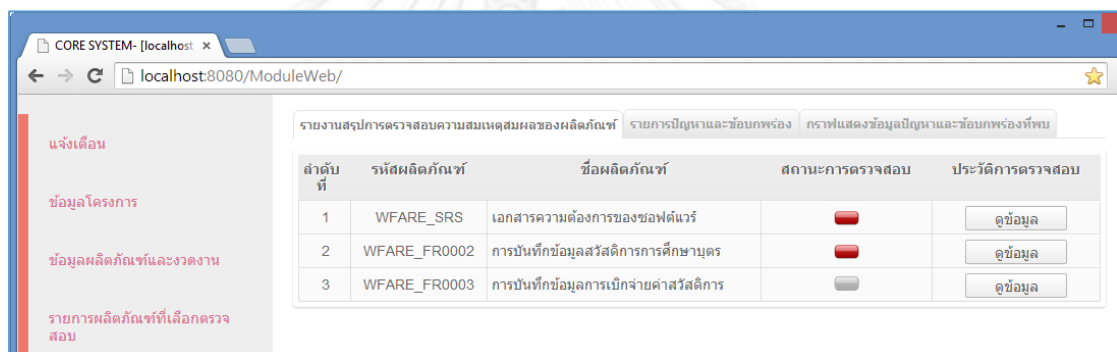 CORE SYSTEM- [localhost
localhost:8080/ModuleWeb/
แจ้งเตือน
ข้อมูลโครงการ
ข้อมูลผลิตภัณฑ์และงวดงาน
รายการผลิตภัณฑ์ที่เลือกตรวจ
สอบ
รายงานสรุปการตรวจสอบความสมเหตุสมผลของผลิตภัณฑ์ รายการปัญหาและข้อบกพร่อง กราฟแสดงข้อมูลปัญหาและข้อบกพร่องที่พบ
ลำดับ รหัสผลิตภัณฑ์ ชื่อผลิตภัณฑ์ สถานะการตรวจสอบ ประวัติการตรวจสอบ
ที่
1 WFARE_SRS เอกสารความต้องการของซอฟต์แวร์ ดูข้อมูล
2 WFARE_FR0002 การบันทึกข้อมูลสวัสดิการการศึกษาบุตร ดูข้อมูล
3 WFARE_FR0003 การบันทึกข้อมูลการเบิกจ่ายค่าสวัสดิการ ดูข้อมูล